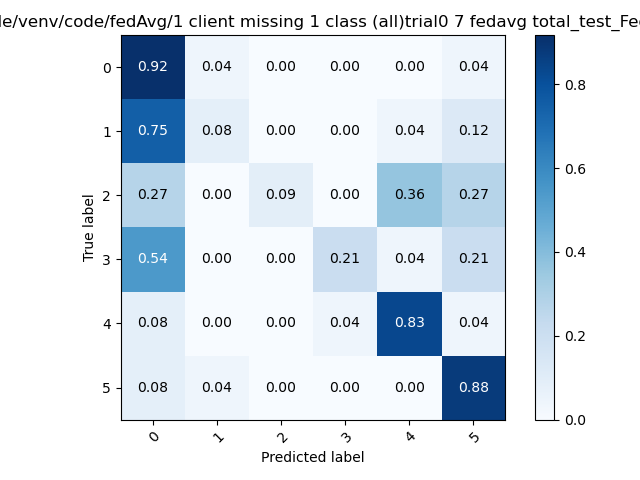 le/venv/code/fedAvg/1 client missing 1 class (all)trial0 7 fedavg total_test_Fe
0 0.92 0.04 0.00 0.00 0.00 0.04
1 0.75 0.08 0.00 0.00 0.04 0.12
2 0.27 0.00 0.09 0.00 0.36 0.27
3 0.54 0.00 0.00 0.21 0.04 0.21
4 0.08 0.00 0.00 0.04 0.83 0.04
5 0.08 0.04 0.00 0.00 0.00 0.88
0 1 2 3 4 5
True label
Predicted label
0.8
0.6
0.4
0.2
0.0